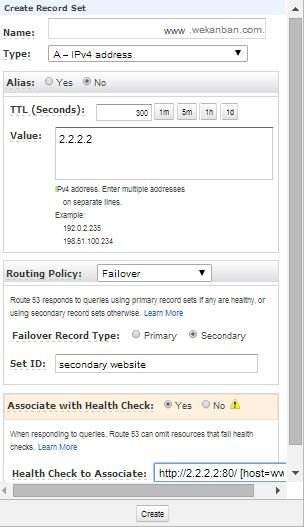 Create Record Set
Name: www .wekanban.com.
Type: A – IPv4 address
Alias: Yes No
TTL (Seconds): 300 1m 5m 1h 1d
Value: 2.2.2.2
IPv4 address. Enter multiple addresses
on separate lines.
Example:
192.0.2.235
198.51.100.234
Routing Policy: Failover
Route 53 responds to queries using primary record sets if any are healthy, or
using secondary record sets otherwise. Learn More
Failover Record Type: Primary Secondary
Set ID: secondary website
Associate with Health Check: Yes No
When responding to queries, Route 53 can omit resources that fail health
checks. Learn More
Health Check to Associate: http://2.2.2.2:80/ [host=ww
Create